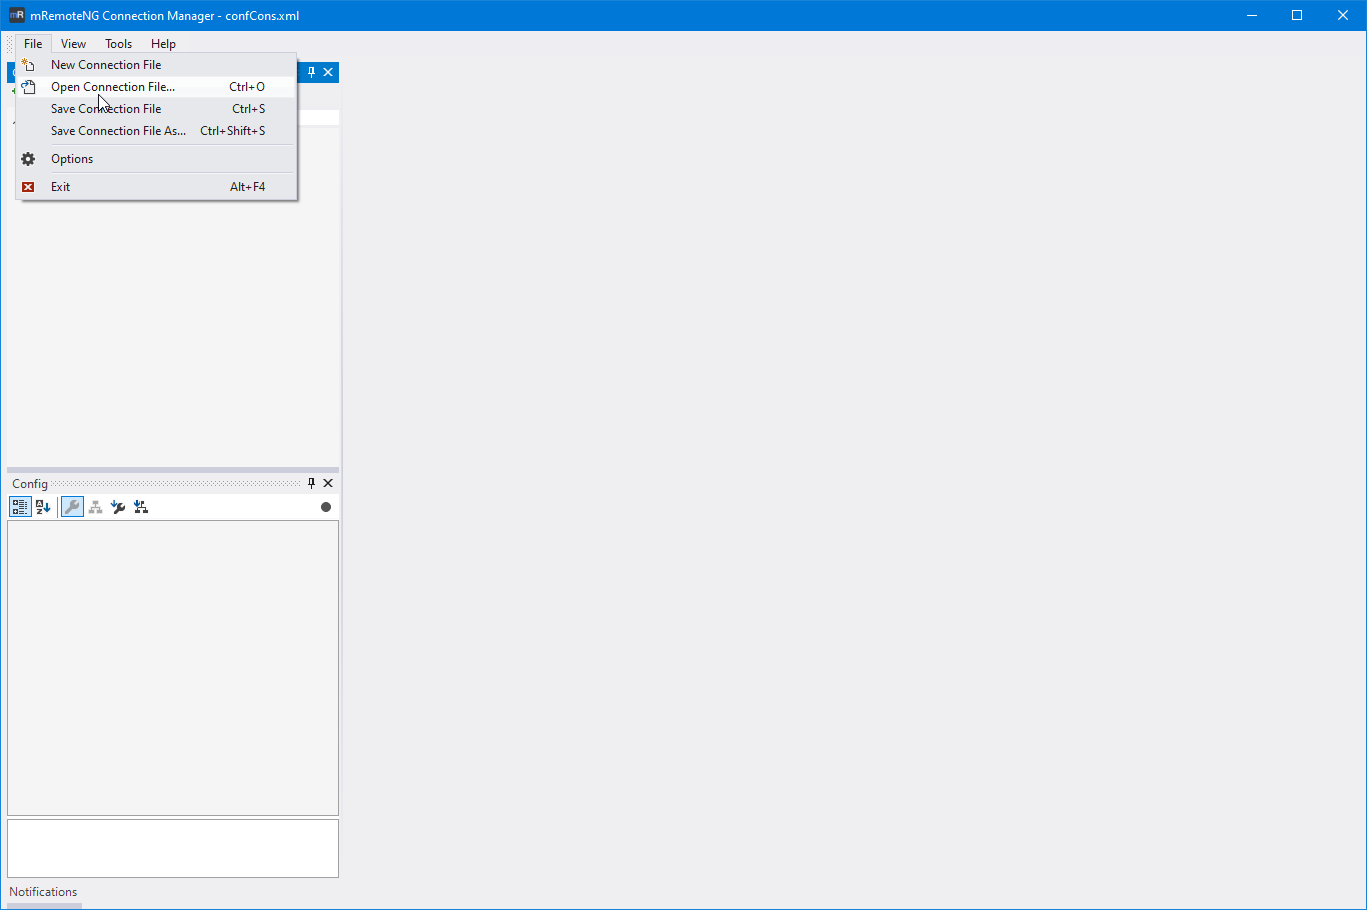 mR mRemoteNG Connection Manager - confCons.xml
File View Tools Help
New Connection File
Open Connection File... Ctrl+O
Save Connection File Ctrl+S
Save Connection File As... Ctrl+Shift+S
Options
Exit Alt+F4
Config
Notifications